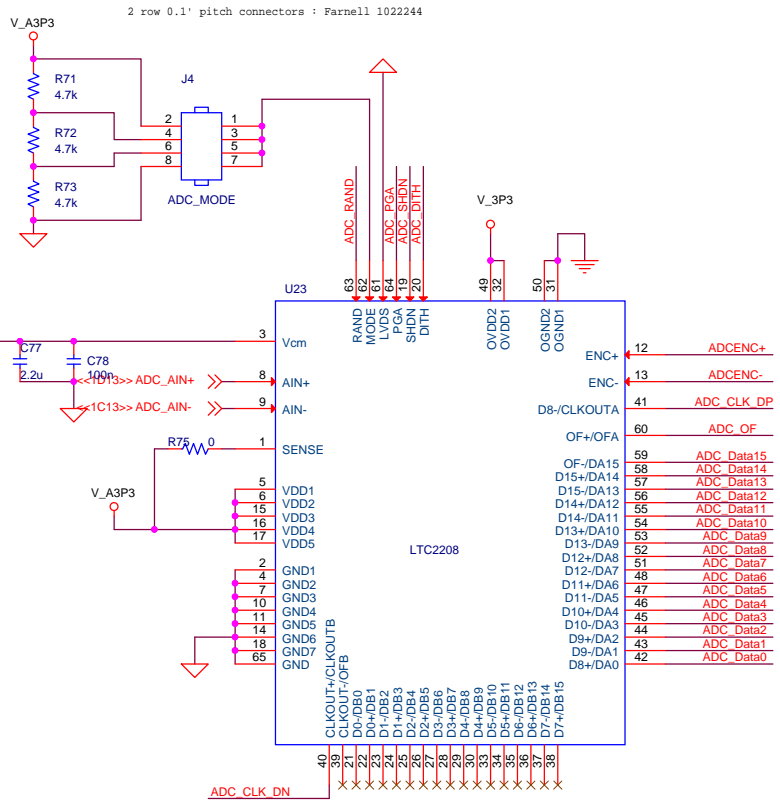 2 row 0.1' pitch connectors : Farnell 1022244
V_A3P3
R71
4.7k
R72
4.7k
R73
4.7k
J4
2 1
4 3
6 5
8 7
ADC_MODE
ADC_RAND
ADC_PGA
ADC_SHDN
ADC_DITH
V_3P3
63 62 61 64 19 20 49 32 50 31
U23
RAND MODE LVDS PGA SHDN DITH OVDD2 OVDD1 OGND2 OGND1
3 Vcm
C77
2.2u
C78
100n
<<1D13>> ADC_AIN+ 8 AIN+
<<1C13>> ADC_AIN- 9 AIN-
R75 0 1 SENSE
V_A3P3
5 VDD1
6 VDD2
15 VDD3
16 VDD4
17 VDD5
2 GND1
4 GND2
7 GND3
10 GND4
11 GND5
14 GND6
18 GND7
65 GND
LTC2208
ENC+ 12 ADCENC+
ENC- 13 ADCENC-
D8-/CLKOUTA 41 ADC_CLK_DP
OF+/OFA 60 ADC_OF
OF-/DA15 59 ADC_Data15
D15+/DA14 58 ADC_Data14
D15-/DA13 57 ADC_Data13
D14+/DA12 56 ADC_Data12
D14-/DA11 55 ADC_Data11
D13+/DA10 54 ADC_Data10
D13-/DA9 53 ADC_Data9
D12+/DA8 52 ADC_Data8
D12-/DA7 51 ADC_Data7
D11+/DA6 48 ADC_Data6
D11-/DA5 47 ADC_Data5
D10+/DA4 46 ADC_Data4
D10-/DA3 45 ADC_Data3
D9+/DA2 44 ADC_Data2
D9-/DA1 43 ADC_Data1
D8+/DA0 42 ADC_Data0
CLKOUT+/CLKOUTB CLKOUT-/OFB D0-/DB0 D0+/DB1 D1-/DB2 D1+/DB3 D2-/DB4 D2+/DB5 D3-/DB6 D3+/DB7 D4-/DB8 D4+/DB9 D5-/DB10 D5+/DB11 D6-/DB12 D6+/DB13 D7-/DB14 D7+/DB15
40 39 21 22 23 24 25 26 27 28 29 30 33 34 35 36 37 38
ADC_CLK_DN